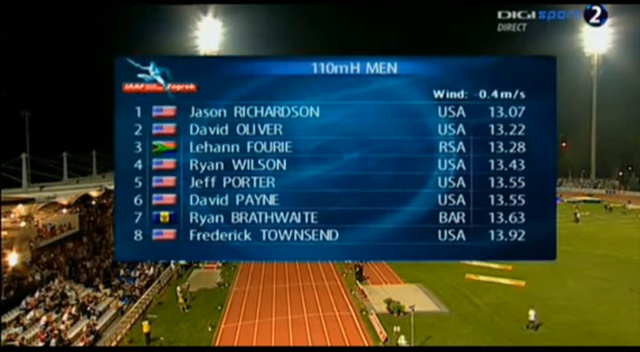 DIGI sport 2
DIRECT
110mH MEN
IAAF Zagreb
Wind: -0.4m/s
1 Jason RICHARDSON USA 13.07
2 David OLIVER USA 13.22
3 Lehann FOURIE RSA 13.28
4 Ryan WILSON USA 13.43
5 Jeff PORTER USA 13.55
6 David PAYNE USA 13.55
7 Ryan BRATHWAITE BAR 13.63
8 Frederick TOWNSEND USA 13.92